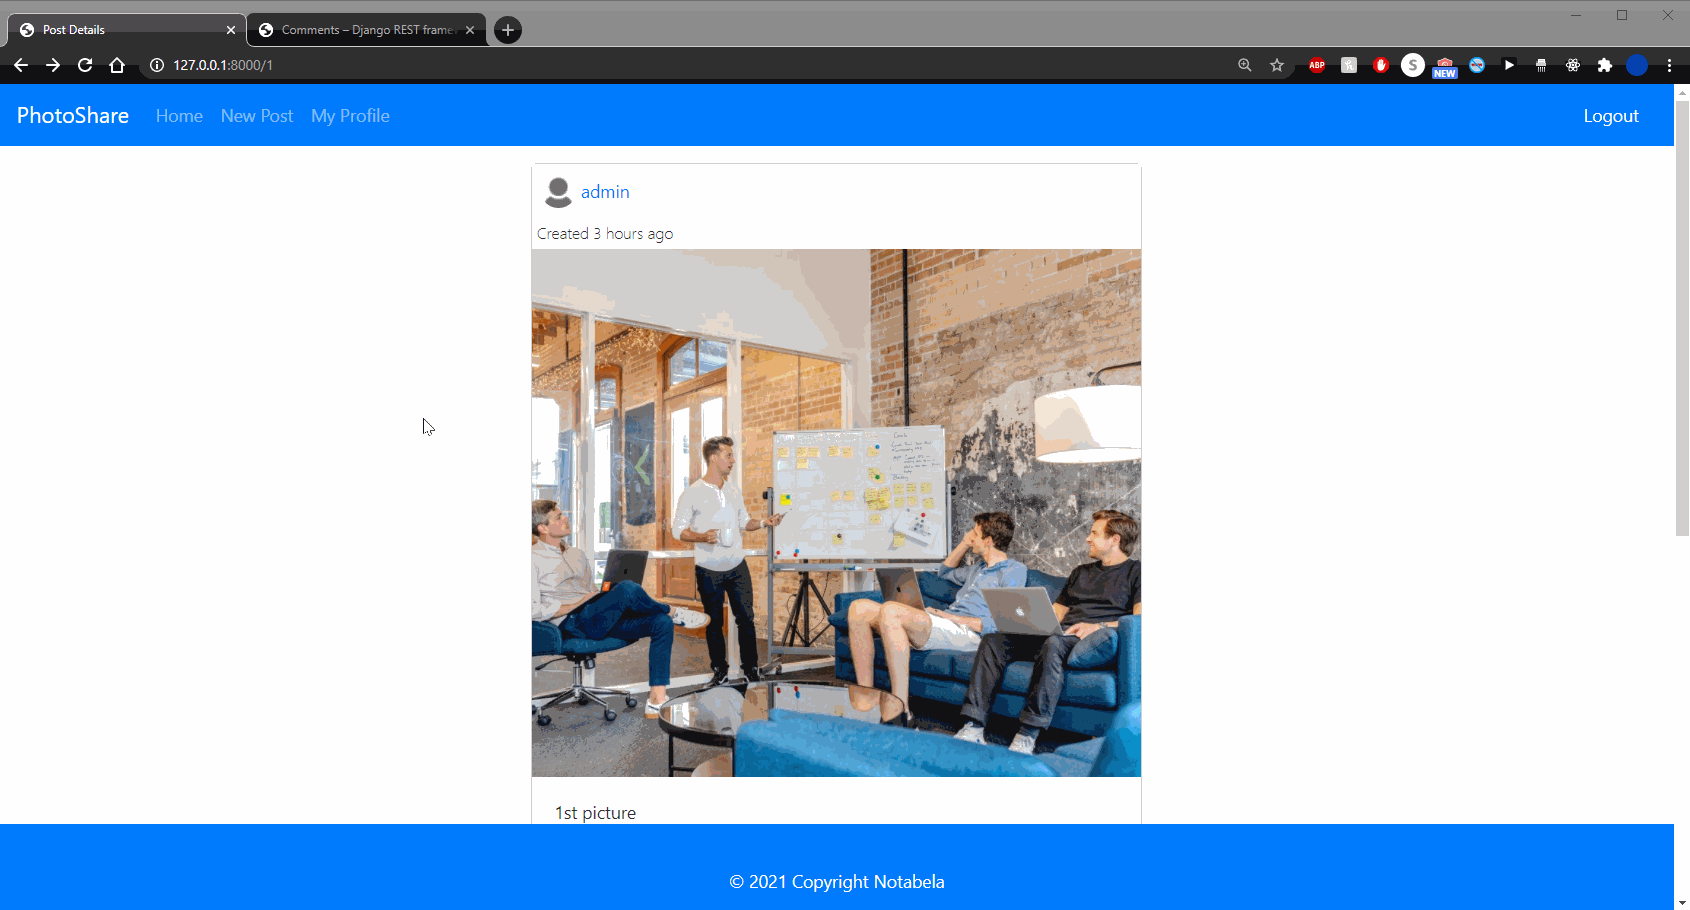 Post Details
Comments – Django REST frame
127.0.0.1:8000/1
ABP
S
NEW
PhotoShare Home New Post My Profile Logout
admin
Created 3 hours ago
1st picture
© 2021 Copyright Notabela